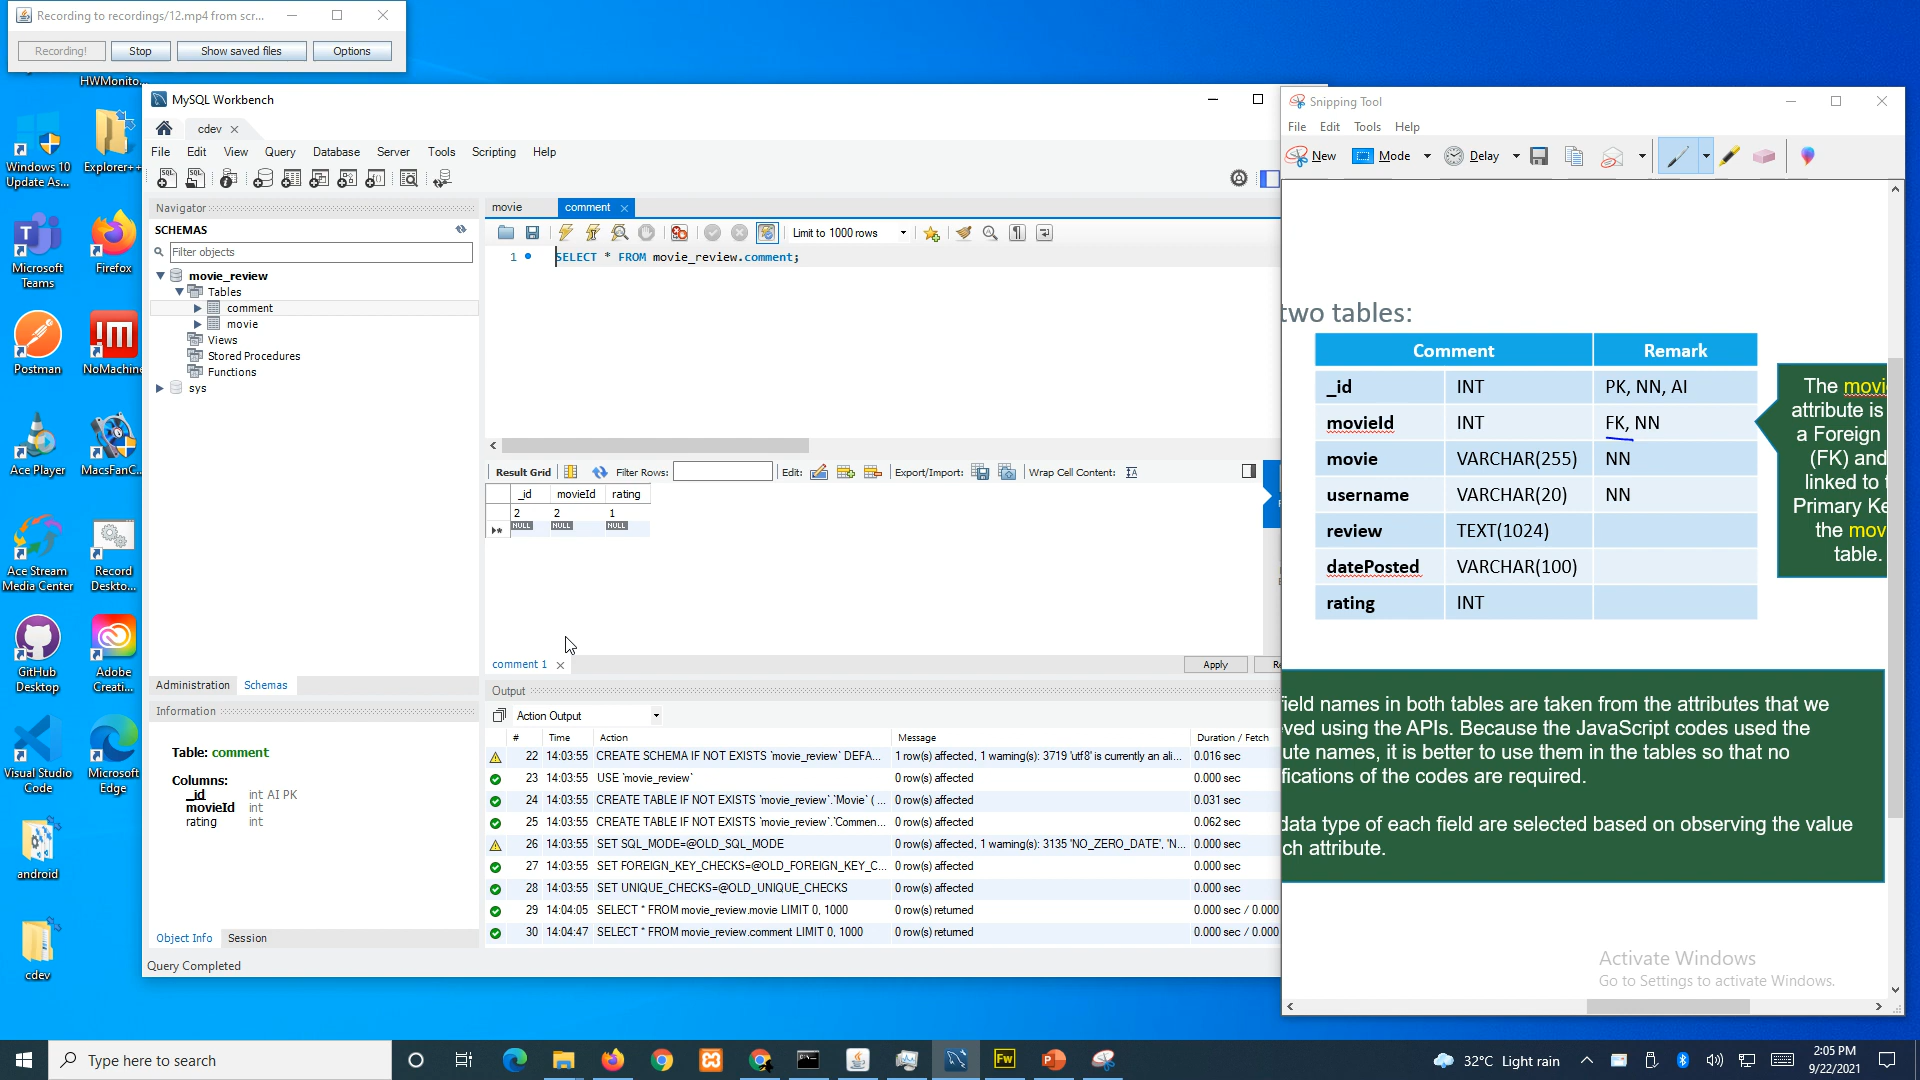 Recording to recordings/12.mp4 from scr...
Recording!
Stop
Show saved files
Options
HWMonito...
Windows 10
Update As...
Explorer++
Microsoft
Teams
Firefox
Postman
NoMachine
Ace Player
MacsFanC...
Ace Stream
Media Center
Record
Deskto...
GitHub
Desktop
Adobe
Creati...
Visual Studio
Code
Microsoft
Edge
android
cdev
MySQL Workbench
cdev
File Edit View Query Database Server Tools Scripting Help
Navigator
SCHEMAS
Filter objects
movie_review
Tables
comment
movie
Views
Stored Procedures
Functions
sys
Administration Schemas
Information
Table: comment
Columns:
_id int AI PK
movieId int
rating int
Object Info Session
Query Completed
movie comment
Limit to 1000 rows
1 SELECT * FROM movie_review.comment;
Result Grid Filter Rows: Edit: Export/Import: Wrap Cell Content:
_id movieId rating
2 2 1
NULL NULL NULL
comment 1
Apply
Output
Action Output
# Time Action Message Duration / Fetch
22 14:03:55 CREATE SCHEMA IF NOT EXISTS `movie_review` DEFA... 1 row(s) affected, 1 warning(s): 3719 'utf8' is currently an ali... 0.016 sec
23 14:03:55 USE `movie_review` 0 row(s) affected 0.000 sec
24 14:03:55 CREATE TABLE IF NOT EXISTS `movie_review`.`Movie` ( ... 0 row(s) affected 0.031 sec
25 14:03:55 CREATE TABLE IF NOT EXISTS `movie_review`.`Commen... 0 row(s) affected 0.062 sec
26 14:03:55 SET SQL_MODE=@OLD_SQL_MODE 0 row(s) affected, 1 warning(s): 3135 'NO_ZERO_DATE', 'N... 0.000 sec
27 14:03:55 SET FOREIGN_KEY_CHECKS=@OLD_FOREIGN_KEY_C... 0 row(s) affected 0.000 sec
28 14:03:55 SET UNIQUE_CHECKS=@OLD_UNIQUE_CHECKS 0 row(s) affected 0.000 sec
29 14:04:05 SELECT * FROM movie_review.movie LIMIT 0, 1000 0 row(s) returned 0.000 sec / 0.000
30 14:04:47 SELECT * FROM movie_review.comment LIMIT 0, 1000 0 row(s) returned 0.000 sec / 0.000
Snipping Tool
File Edit Tools Help
New Mode Delay
two tables:
Comment Remark
_id INT PK, NN, AI
movieId INT FK, NN
movie VARCHAR(255) NN
username VARCHAR(20) NN
review TEXT(1024)
datePosted VARCHAR(100)
rating INT
The movi
attribute is
a Foreign
(FK) and
linked to
Primary Ke
the mov
table.
field names in both tables are taken from the attributes that we
ved using the APIs. Because the JavaScript codes used the
ute names, it is better to use them in the tables so that no
fications of the codes are required.
data type of each field are selected based on observing the value
ch attribute.
Activate Windows
Go to Settings to activate Windows.
Type here to search
Fw
32°C Light rain
2:05 PM
9/22/2021